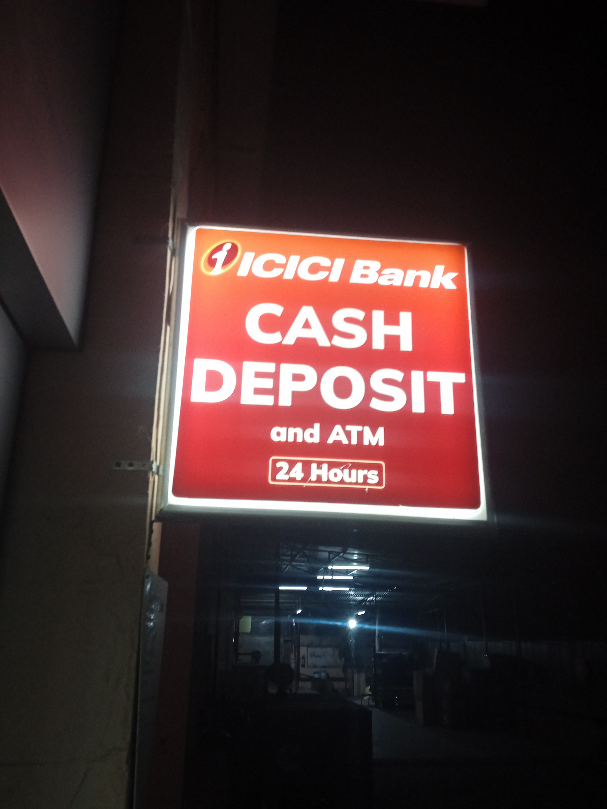 ICICI Bank
CASH
DEPOSIT
and ATM
24 Hours